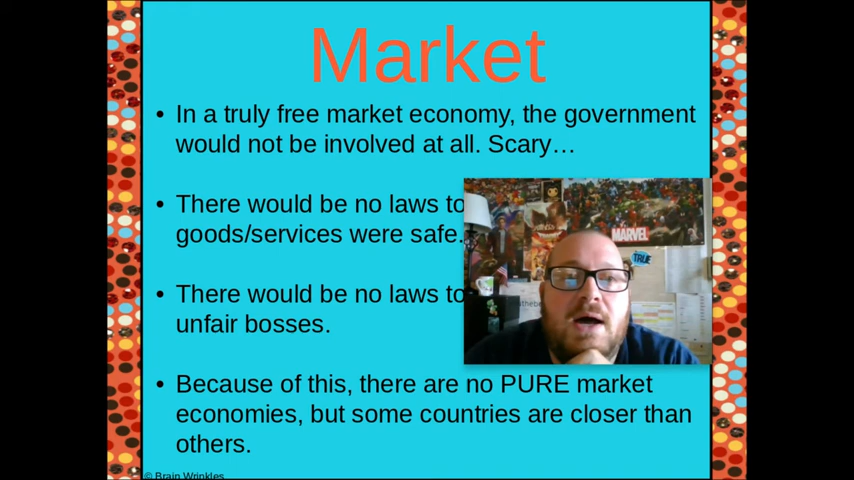 Market
• In a truly free market economy, the government
would not be involved at all. Scary…
• There would be no laws to
goods/services were safe.
• There would be no laws to
unfair bosses.
• Because of this, there are no PURE market
economies, but some countries are closer than
others.
© Brain Wrinkles
MARVEL
TRUE